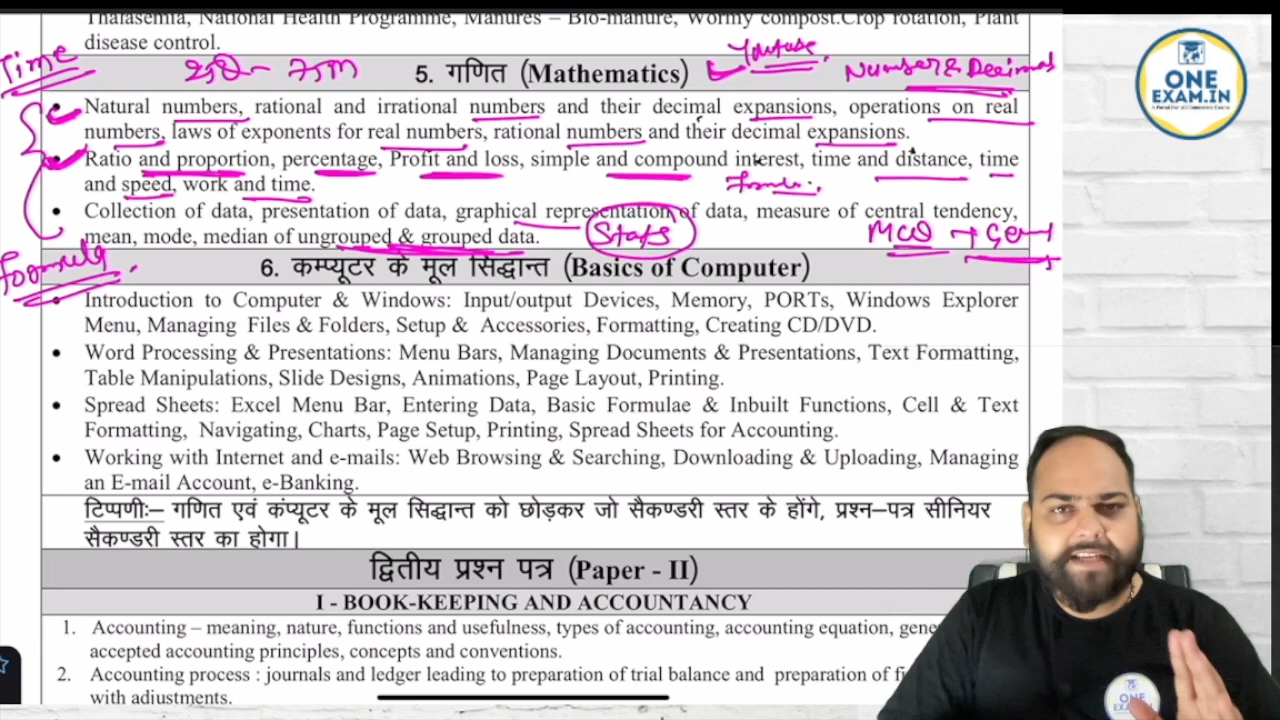 Thalasemia, National Health Programme, Manures – Bio-manure, Wormy compost.Crop rotation, Plant
disease control.
Time
Youtube
5. गणित (Mathematics)
Number & Decimal
Natural numbers, rational and irrational numbers and their decimal expansions, operations on real
numbers, laws of exponents for real numbers, rational numbers and their decimal expansions.
Ratio and proportion, percentage, Profit and loss, simple and compound interest, time and distance, time
and speed, work and time.
Collection of data, presentation of data, graphical representation of data, measure of central tendency,
mean, mode, median of ungrouped & grouped data.
Stats
MCQ →
Formula
6. कम्प्यूटर के मूल सिद्धान्त (Basics of Computer)
Introduction to Computer & Windows: Input/output Devices, Memory, PORTs, Windows Explorer
Menu, Managing Files & Folders, Setup & Accessories, Formatting, Creating CD/DVD.
Word Processing & Presentations: Menu Bars, Managing Documents & Presentations, Text Formatting,
Table Manipulations, Slide Designs, Animations, Page Layout, Printing.
Spread Sheets: Excel Menu Bar, Entering Data, Basic Formulae & Inbuilt Functions, Cell & Text
Formatting, Navigating, Charts, Page Setup, Printing, Spread Sheets for Accounting.
Working with Internet and e-mails: Web Browsing & Searching, Downloading & Uploading, Managing
an E-mail Account, e-Banking.
टिप्पणीः– गणित एवं कंप्यूटर के मूल सिद्धान्त को छोड़कर जो सैकण्डरी स्तर के होंगे, प्रश्न–पत्र सीनियर
सैकण्डरी स्तर का होगा।
द्वितीय प्रश्न पत्र (Paper - II)
I - BOOK-KEEPING AND ACCOUNTANCY
1. Accounting – meaning, nature, functions and usefulness, types of accounting, accounting equation,
accepted accounting principles, concepts and conventions.
2. Accounting process : journals and ledger leading to preparation of trial balance and preparation of
with adjustments.
ONE
EXAM.IN
ONE